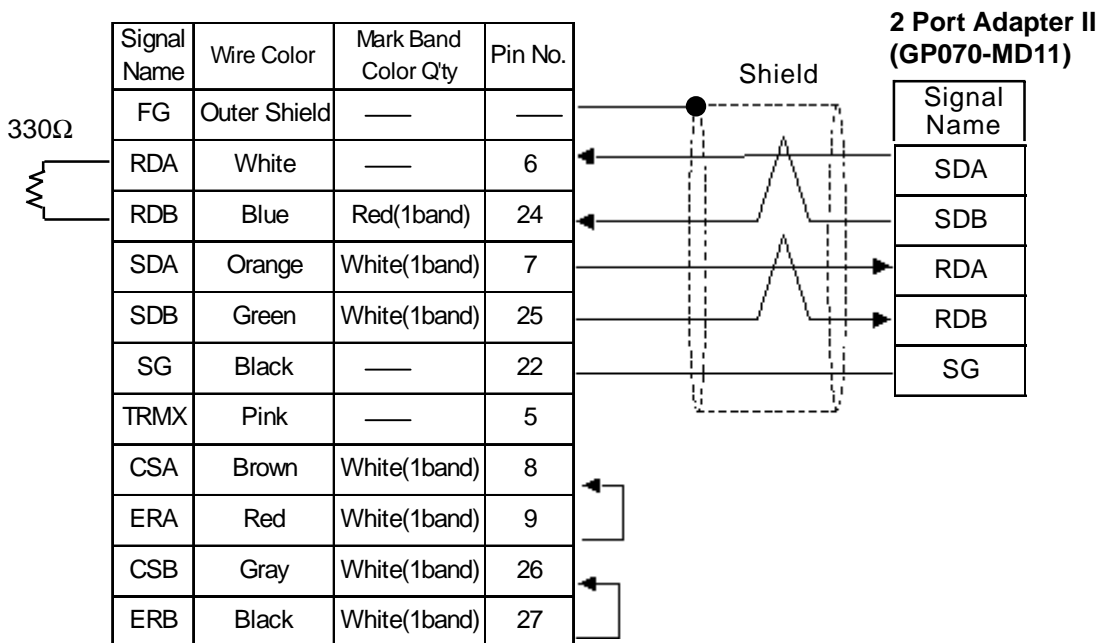 2 Port Adapter II
(GP070-MD11)
Signal Name Wire Color Mark Band Color Q'ty Pin No.
Shield
Signal Name
330Ω
FG Outer Shield —— ——
RDA White —— 6
SDA
RDB Blue Red(1band) 24
SDB
SDA Orange White(1band) 7
RDA
SDB Green White(1band) 25
RDB
SG Black —— 22
SG
TRMX Pink —— 5
CSA Brown White(1band) 8
ERA Red White(1band) 9
CSB Gray White(1band) 26
ERB Black White(1band) 27